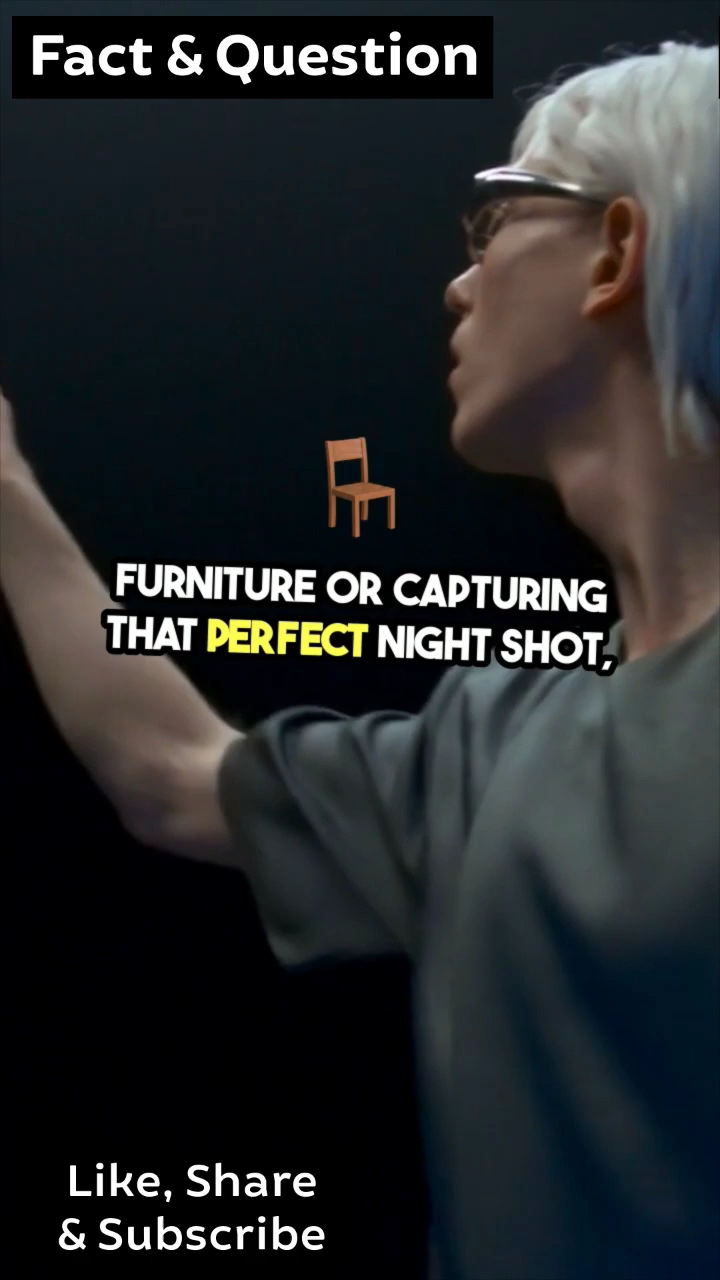 Fact & Question
FURNITURE OR CAPTURING
THAT PERFECT NIGHT SHOT,
Like, Share
& Subscribe